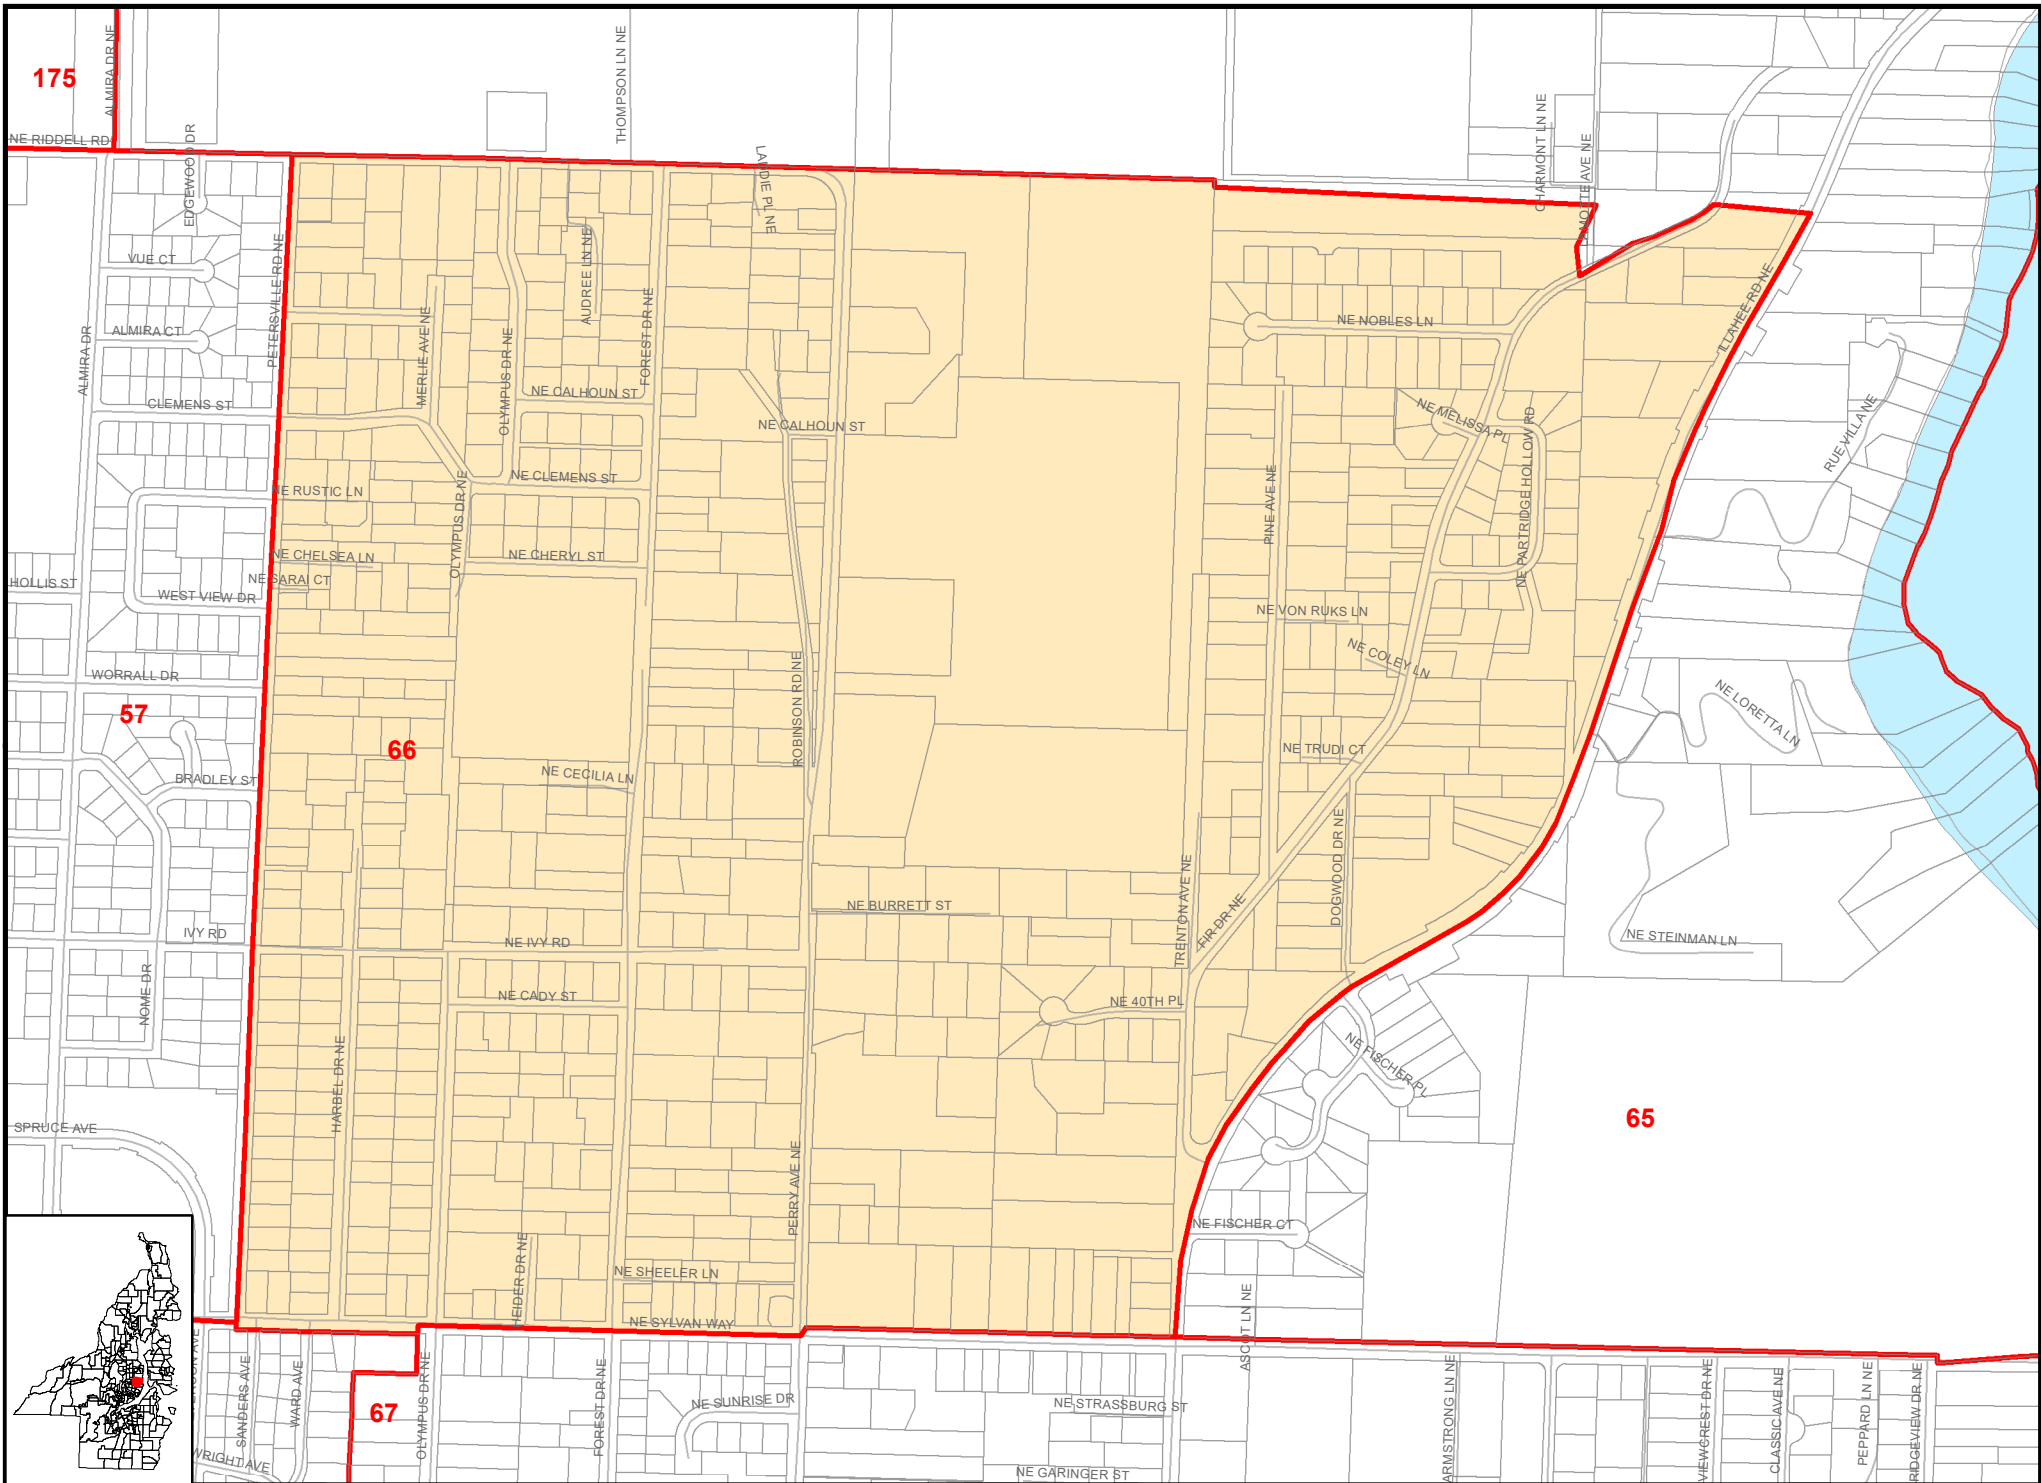 175
ALMIRA DR NE
THOMPSON LN NE
NE RIDDELL RD
EDGEWOOD DR
LADDIE PL NE
CHARMONT LN NE
LAMOTTE AVE NE
VUE CT
PETERSVILLE RD NE
AUDREE LN NE
FOREST DR NE
ALMIRA CT
ALMIRA DR
MERLIE AVE NE
OLYMPUS DR NE
NE NOBLES LN
ILLAHEE RD NE
CLEMENS ST
NE CALHOUN ST
NE CALHOUN ST
NE MELISSA PL
RUE VILLA NE
NE RUSTIC LN
OLYMPUS DR NE
NE CLEMENS ST
PINE AVE NE
NE PARTRIDGE HOLLOW RD
NE CHELSEA LN
NE CHERYL ST
HOLLIS ST
NE SARAI CT
WEST VIEW DR
NE VON RUKS LN
NE COLEY LN
WORRALL DR
57
66
ROBINSON RD NE
NE LORETTA LN
NE TRUDI CT
BRADLEY ST
NE CECILIA LN
DOGWOOD DR NE
TRENTON AVE NE
FIR DR NE
NE BURRETT ST
IVY RD
NE IVY RD
NE STEINMAN LN
NOME DR
NE CADY ST
NE 40TH PL
HARBEL DR NE
NE FISCHER PL
65
SPRUCE AVE
PERRY AVE NE
NE FISCHER CT
HEIDER DR NE
NE SHEELER LN
NE SYLVAN WAY
ASCOT LN NE
SANDERS AVE
WARD AVE
OLYMPUS DR NE
67
FOREST DR NE
NE SUNRISE DR
NE STRASSBURG ST
ARMSTRONG LN NE
VIEWCREST DR NE
CLASSIC AVE NE
PEPPARD LN NE
RIDGEVIEW DR NE
WRIGHT AVE
NE GARINGER ST